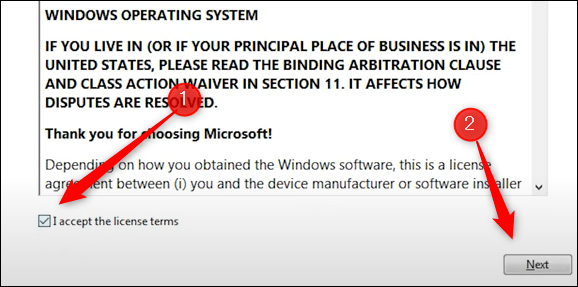 WINDOWS OPERATING SYSTEM
IF YOU LIVE IN (OR IF YOUR PRINCIPAL PLACE OF BUSINESS IS IN) THE
UNITED STATES, PLEASE READ THE BINDING ARBITRATION CLAUSE
AND CLASS ACTION WAIVER IN SECTION 11. IT AFFECTS HOW
DISPUTES ARE RESOLVED.
1
Thank you for choosing Microsoft!
2
Depending on how you obtained the Windows software, this is a license
agreement between (i) you and the device manufacturer or software installer
I accept the license terms
Next